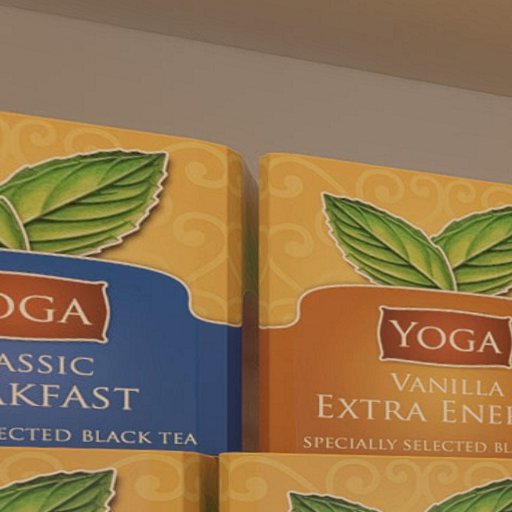 OGA
ASSIC
AKFAST
ECTED BLACK TEA
YOGA
VANILLA
EXTRA ENE
SPECIALLY SELECTED BL